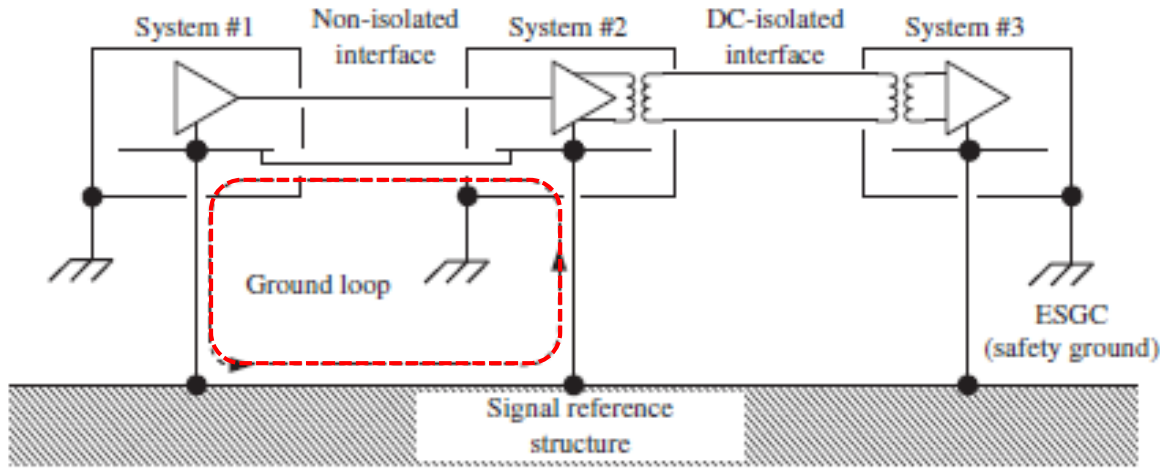 System #1
Non-isolated
interface
System #2
DC-isolated
interface
System #3
Ground loop
ESGC
(safety ground)
Signal reference
structure